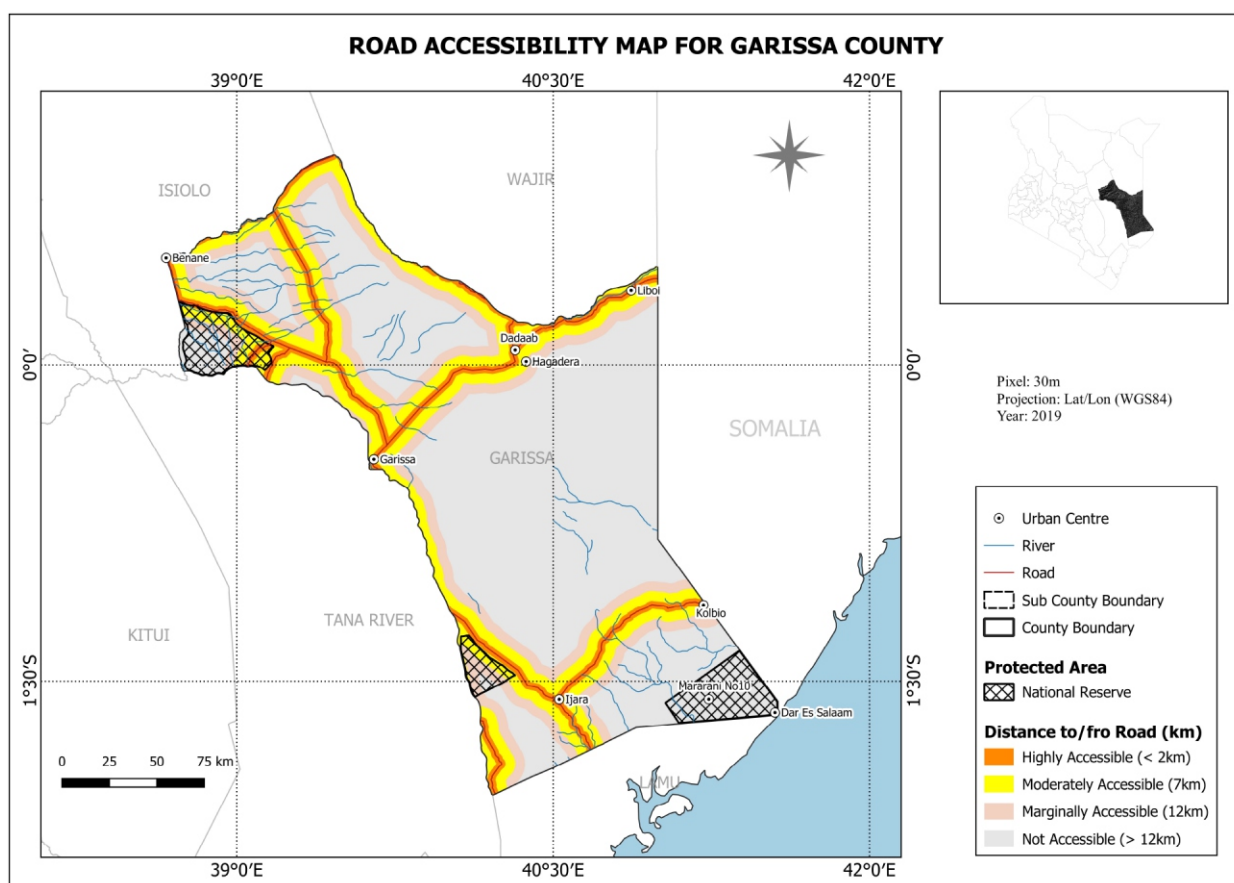 ROAD ACCESSIBILITY MAP FOR GARISSA COUNTY
39°0′E
40°30′E
42°0′E
ISIOLO
WAJIR
Benane
Liboi
Dadaab
Hagadera
0°0′
0°0′
SOMALIA
GARISSA
Garissa
TANA RIVER
KITUI
Kolbio
1°30′S
1°30′S
Mararani No10
Ijara
Dar Es Salaam
LAMU
0 25 50 75 km
39°0′E
40°30′E
42°0′E
Pixel: 30m
Projection: Lat/Lon (WGS84)
Year: 2019
Urban Centre
River
Road
Sub County Boundary
County Boundary
Protected Area
National Reserve
Distance to/fro Road (km)
Highly Accessible (< 2km)
Moderately Accessible (7km)
Marginally Accessible (12km)
Not Accessible (> 12km)